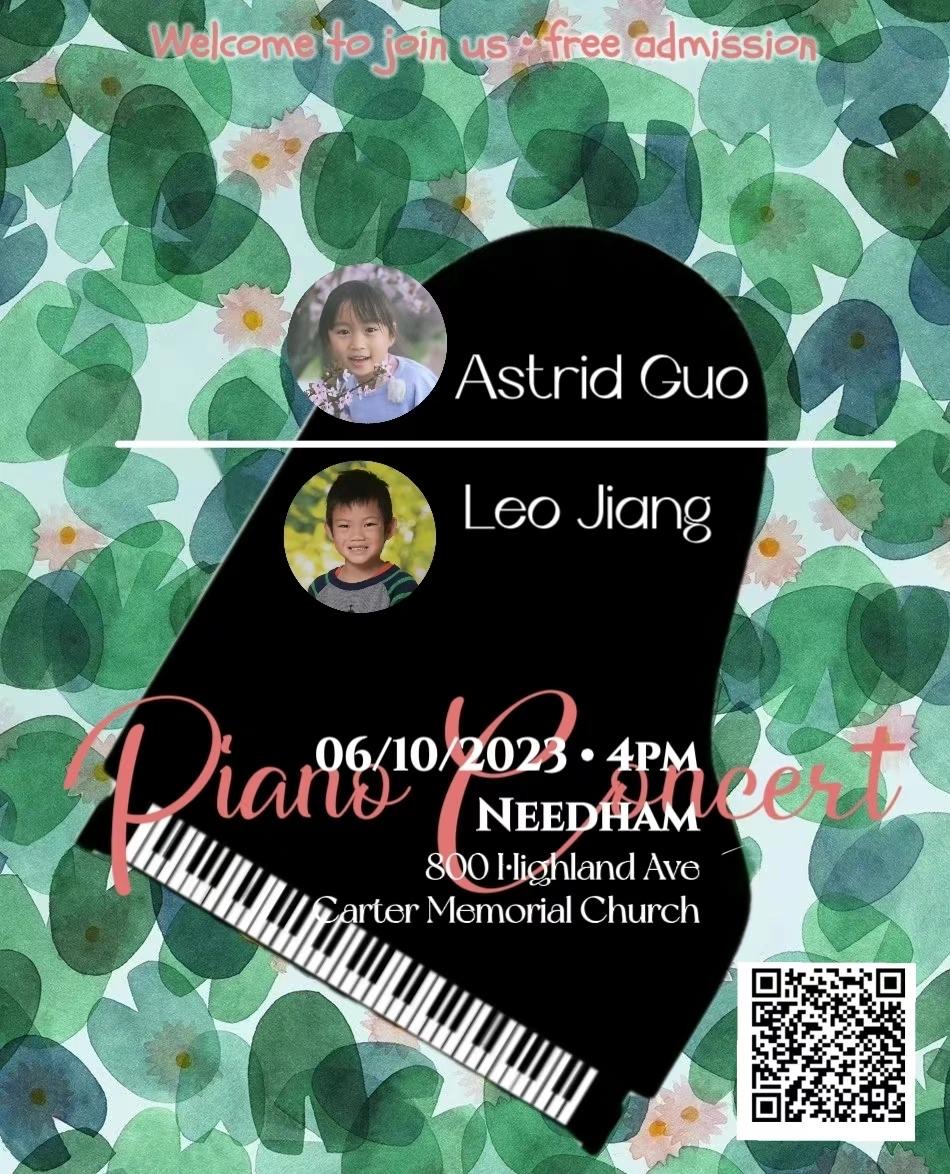 Welcome to join us • free admission
Astrid Guo
Leo Jiang
Piano Concert
06/10/2023 • 4PM
NEEDHAM
800 Highland Ave
Carter Memorial Church